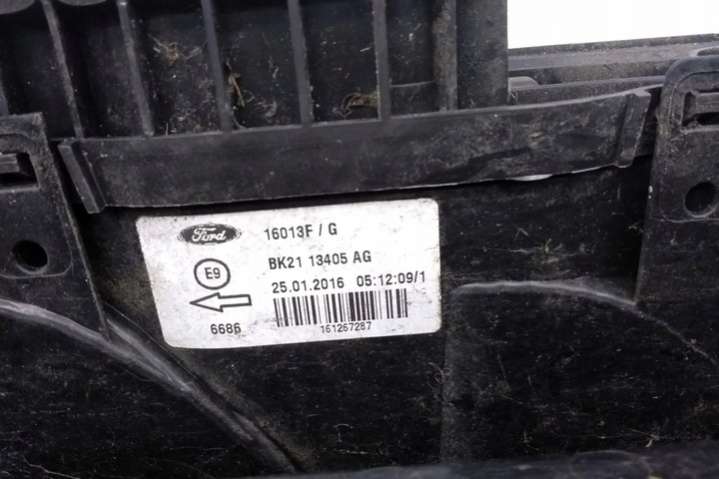 Ford 16013F / G
BK21 13405 AG
E9
25.01.2016 05:12:09/1
6686
161267287